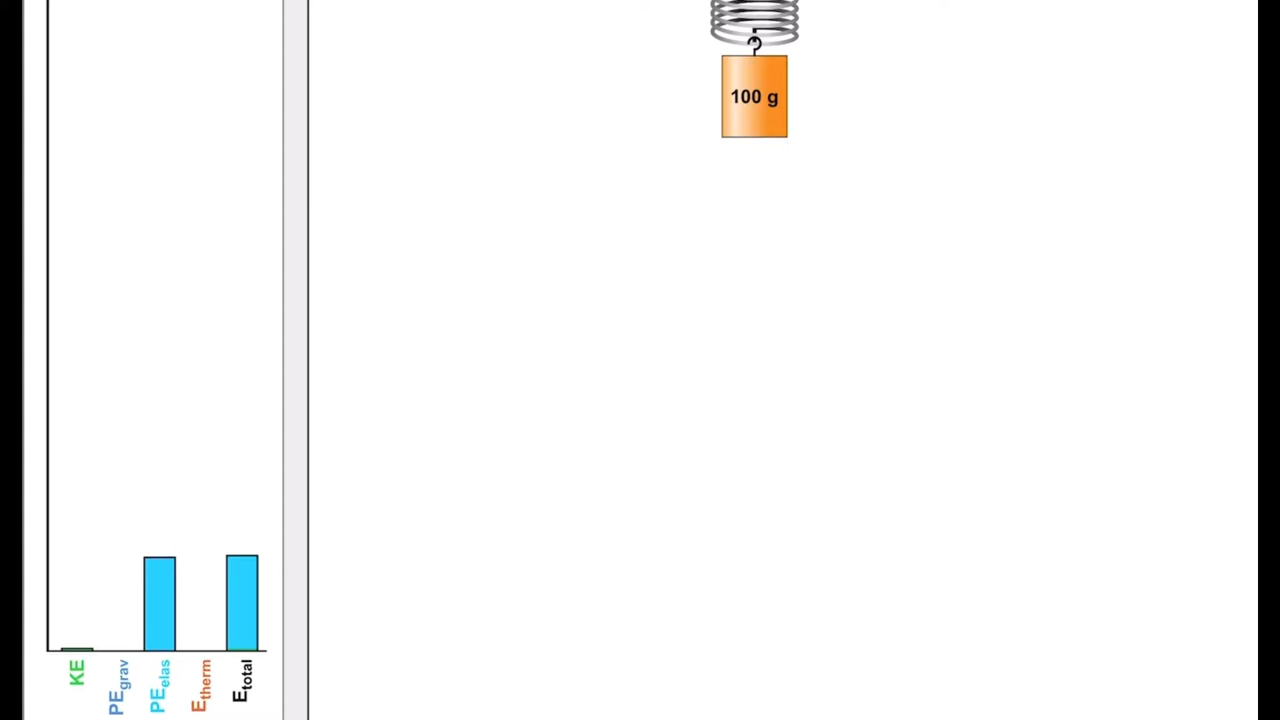 100 g
KE
PEgrav
PEelas
Etherm
Etotal